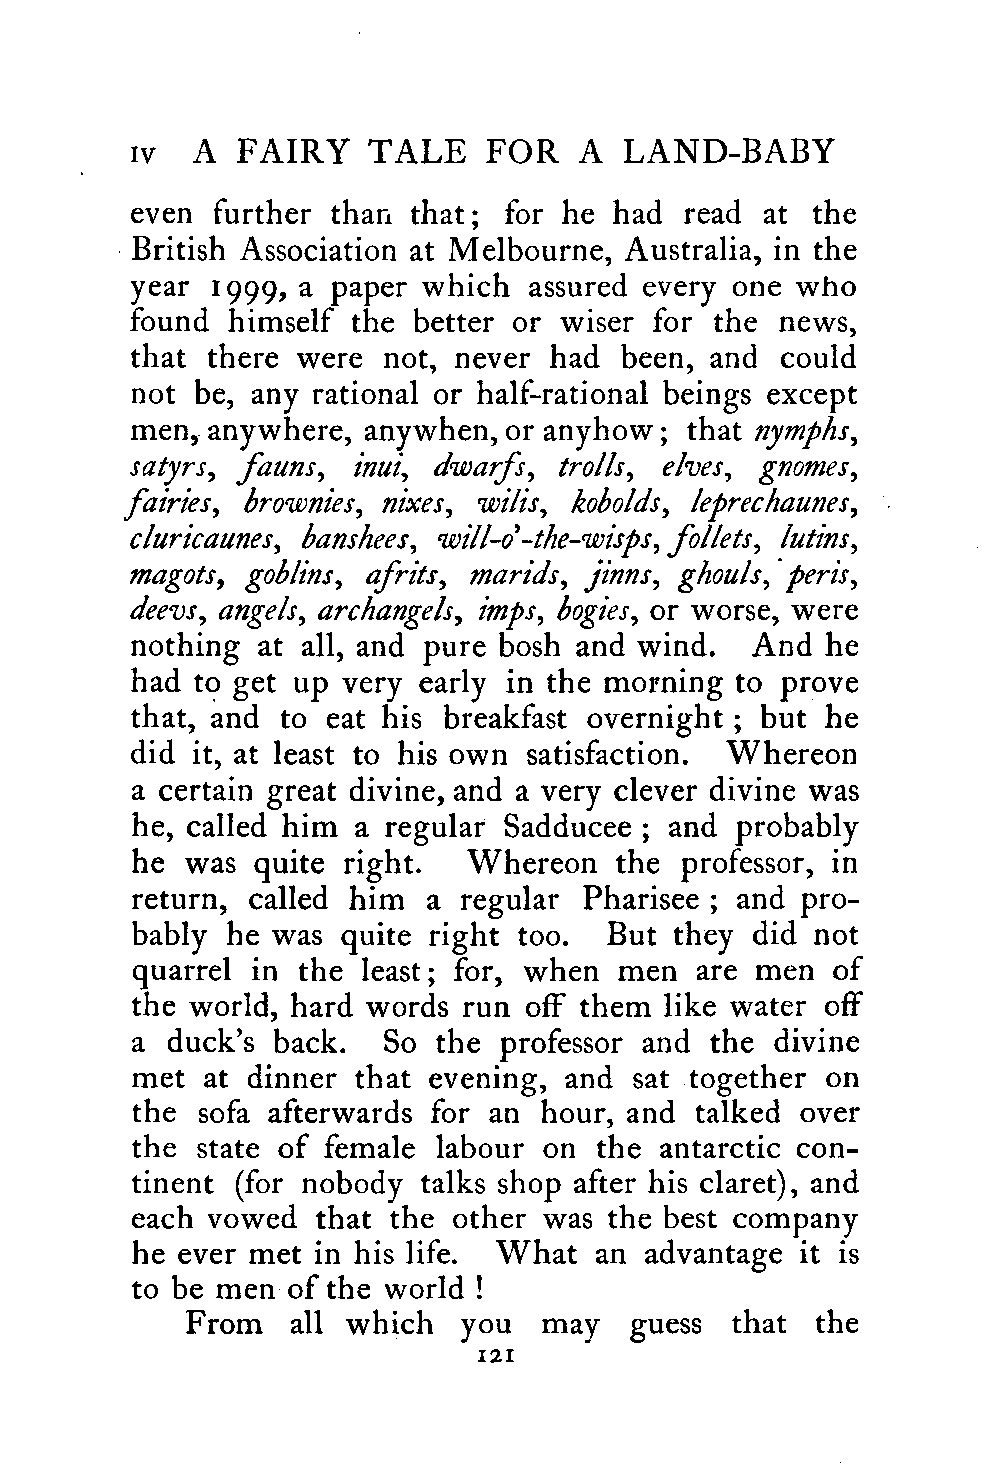 IV A FAIRY TALE FOR A LAND-BABY
even further than that; for he had read at the
British Association at Melbourne, Australia, in the
year 1999, a paper which assured every one who
found himself the better or wiser for the news,
that there were not, never had been, and could
not be, any rational or half-rational beings except
men, anywhere, anywhen, or anyhow; that nymphs,
satyrs, fauns, inui, dwarfs, trolls, elves, gnomes,
fairies, brownies, nixes, wilis, kobolds, leprechaunes,
cluricaunes, banshees, will-o'-the-wisps, follets, lutins,
magots, goblins, afrits, marids, jinns, ghouls, peris,
deevs, angels, archangels, imps, bogies, or worse, were
nothing at all, and pure bosh and wind. And he
had to get up very early in the morning to prove
that, and to eat his breakfast overnight; but he
did it, at least to his own satisfaction. Whereon
a certain great divine, and a very clever divine was
he, called him a regular Sadducee; and probably
he was quite right. Whereon the professor, in
return, called him a regular Pharisee; and pro-
bably he was quite right too. But they did not
quarrel in the least; for, when men are men of
the world, hard words run off them like water off
a duck's back. So the professor and the divine
met at dinner that evening, and sat together on
the sofa afterwards for an hour, and talked over
the state of female labour on the antarctic con-
tinent (for nobody talks shop after his claret), and
each vowed that the other was the best company
he ever met in his life. What an advantage it is
to be men of the world!
From all which you may guess that the
121